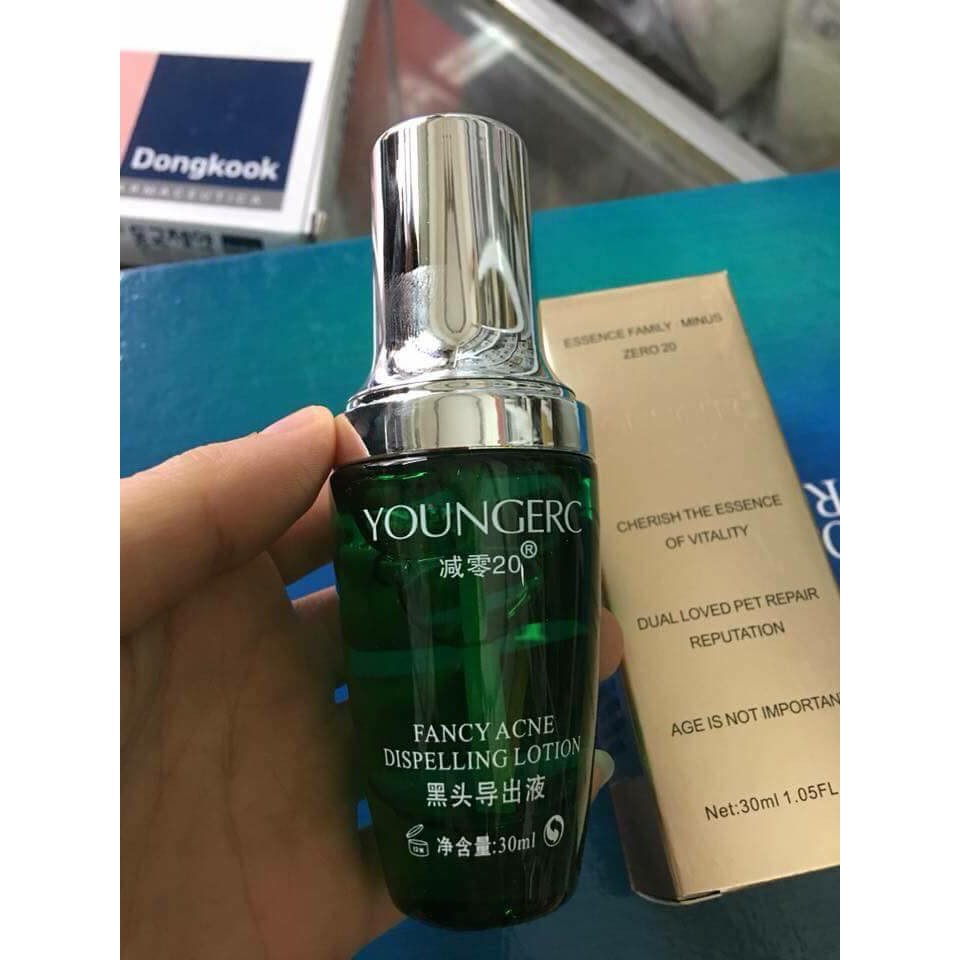 Dongkook
YOUNGERC
减零20®
FANCY ACNE
DISPELLING LOTION
黑头导出液
12M
净含量:30ml
ESSENCE FAMILY · MINUS
ZERO 20
CHERISH THE ESSENCE
OF VITALITY
DUAL LOVED PET REPAIR
REPUTATION
AGE IS NOT IMPORTAN
Net:30ml 1.05FL